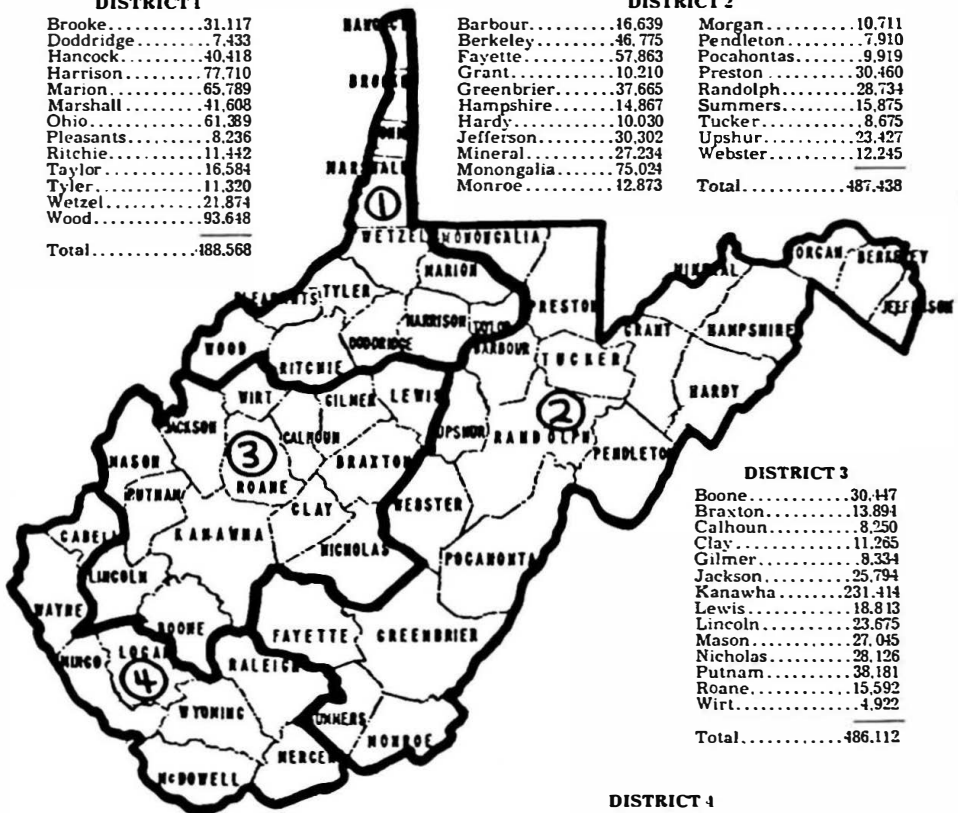 DISTRICT 1
Brooke..........31,117
Doddridge........7,433
Hancock.........40,418
Harrison.........77,710
Marion...........65,789
Marshall.........41,608
Ohio.............61,389
Pleasants.........8,236
Ritchie...........11,442
Taylor...........16,584
Tyler............11,320
Wetzel...........21,874
Wood............93,648
Total...........488,568
DISTRICT 2
Barbour..........16,639
Berkeley.........46,775
Fayette..........57,863
Grant............10,210
Greenbrier.......37,665
Hampshire.......14,867
Hardy............10,030
Jefferson.........30,302
Mineral..........27,234
Monongalia.......75,024
Monroe..........12,873
Morgan..........10,711
Pendleton.........7,910
Pocahontas........9,919
Preston..........30,460
Randolph........28,734
Summers.........15,875
Tucker............8,675
Upshur..........23,427
Webster..........12,245
Total...........487,438
MARSHALL
1
WETZEL
MONONGALIA
MARION
TYLER
PRESTON
MINERAL
BERKELEY
JEFFERSON
HARRISON
TAYLOR
GRANT
HAMPSHIRE
WOOD
DODDRIDGE
BARBOUR
TUCKER
RITCHIE
HARDY
WIRT
GILMER
LEWIS
2
JACKSON
CALHOUN
UPSHUR
RANDOLPH
3
PENDLETON
MASON
BRAXTON
ROANE
PUTNAM
WEBSTER
CLAY
CABELL
KANAWHA
NICHOLAS
POCAHONTA
LINCOLN
WAYNE
BOONE
FAYETTE
GREENBRIER
LOGAN
RALEIGH
MINGO
4
WYOMING
SUMMERS
MONROE
MERCER
McDOWELL
DISTRICT 3
Boone............30,447
Braxton..........13,894
Calhoun...........8,250
Clay..............11,265
Gilmer............8,334
Jackson..........25,794
Kanawha........231,414
Lewis............18,813
Lincoln..........23,675
Mason...........27,045
Nicholas.........28,126
Putnam..........38,181
Roane............15,592
Wirt..............4,922
Total............486,112
DISTRICT 4